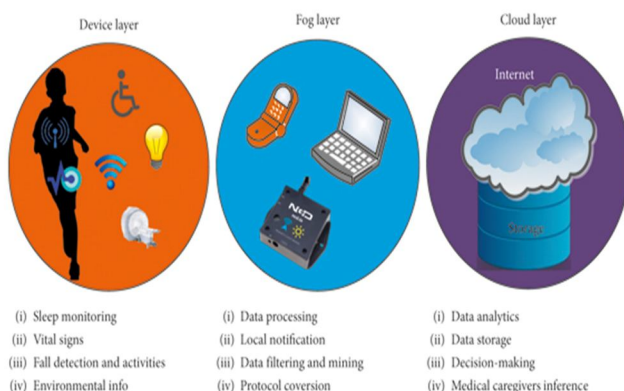 Device layer
Fog layer
Cloud layer
Internet
Storage
(i) Sleep monitoring
(ii) Vital signs
(iii) Fall detection and activities
(iv) Environmental info
(i) Data processing
(ii) Local notification
(iii) Data filtering and mining
(iv) Protocol coversion
(i) Data analytics
(ii) Data storage
(iii) Decision-making
(iv) Medical caregivers inference